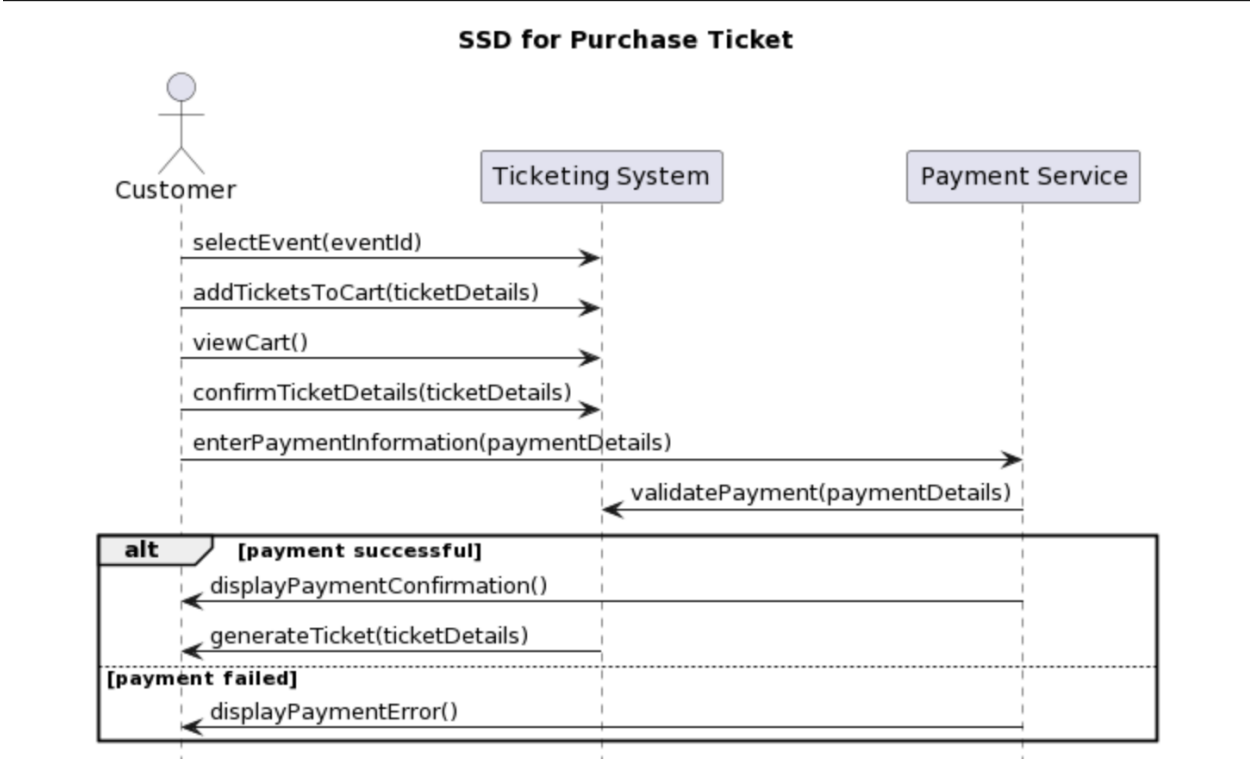 SSD for Purchase Ticket
Customer
Ticketing System
Payment Service
selectEvent(eventId)
addTicketsToCart(ticketDetails)
viewCart()
confirmTicketDetails(ticketDetails)
enterPaymentInformation(paymentDetails)
validatePayment(paymentDetails)
alt [payment successful]
displayPaymentConfirmation()
generateTicket(ticketDetails)
[payment failed]
displayPaymentError()